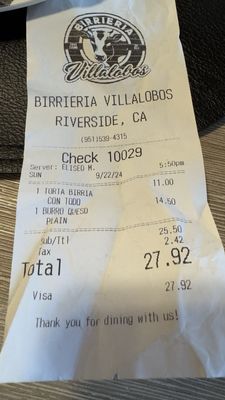 BIRRIERIA
Villalobos
BIRRIERIA VILLALOBOS
RIVERSIDE, CA
(951)539-4315
Check 10029
Server: ELISEO M. 5:50pm
SUN 9/22/24
1 TORTA BIRRIA 11.00
CON TODO
1 BURRO QUESO 14.50
PLAIN
Sub/Ttl 25.50
Tax 2.42
Total 27.92
Visa 27.92
Thank you for dining with us!